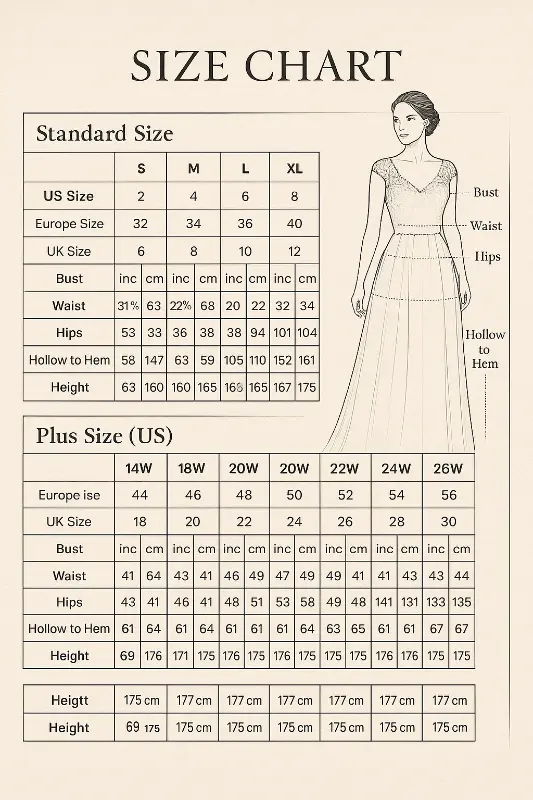 SIZE CHART
Standard Size
S M L XL
US Size 2 4 6 8
Europe Size 32 34 36 40
UK Size 6 8 10 12
Bust inc cm inc cm inc cm inc cm
Waist 31% 63 22% 68 20 22 32 34
Hips 53 33 36 38 38 94 101 104
Hollow to Hem 58 147 63 59 105 110 152 161
Height 63 160 160 165 165 167 175
Bust
Waist
Hips
Hollow
to
Hem
Plus Size (US)
14W 18W 20W 20W 22W 24W 26W
Europe ise 44 46 48 50 52 54 56
UK Size 18 20 22 24 26 28 30
Bust inc cm inc cm inc cm inc cm inc cm inc cm inc cm
Waist 41 64 43 41 46 49 47 49 49 41 41 43 43 44
Hips 43 41 46 41 48 51 53 58 49 48 141 131 133 135
Hollow to Hem 61 64 61 64 61 61 61 64 63 65 61 61 67 67
Height 69 176 171 175 176 175 176 175 176 175 176 175 175 175
Heigtt 175 cm 177 cm 177 cm 177 cm 177 cm 177 cm 177 cm
Height 69 175 175 cm 175 cm 175 cm 175 cm 175 cm 175 cm